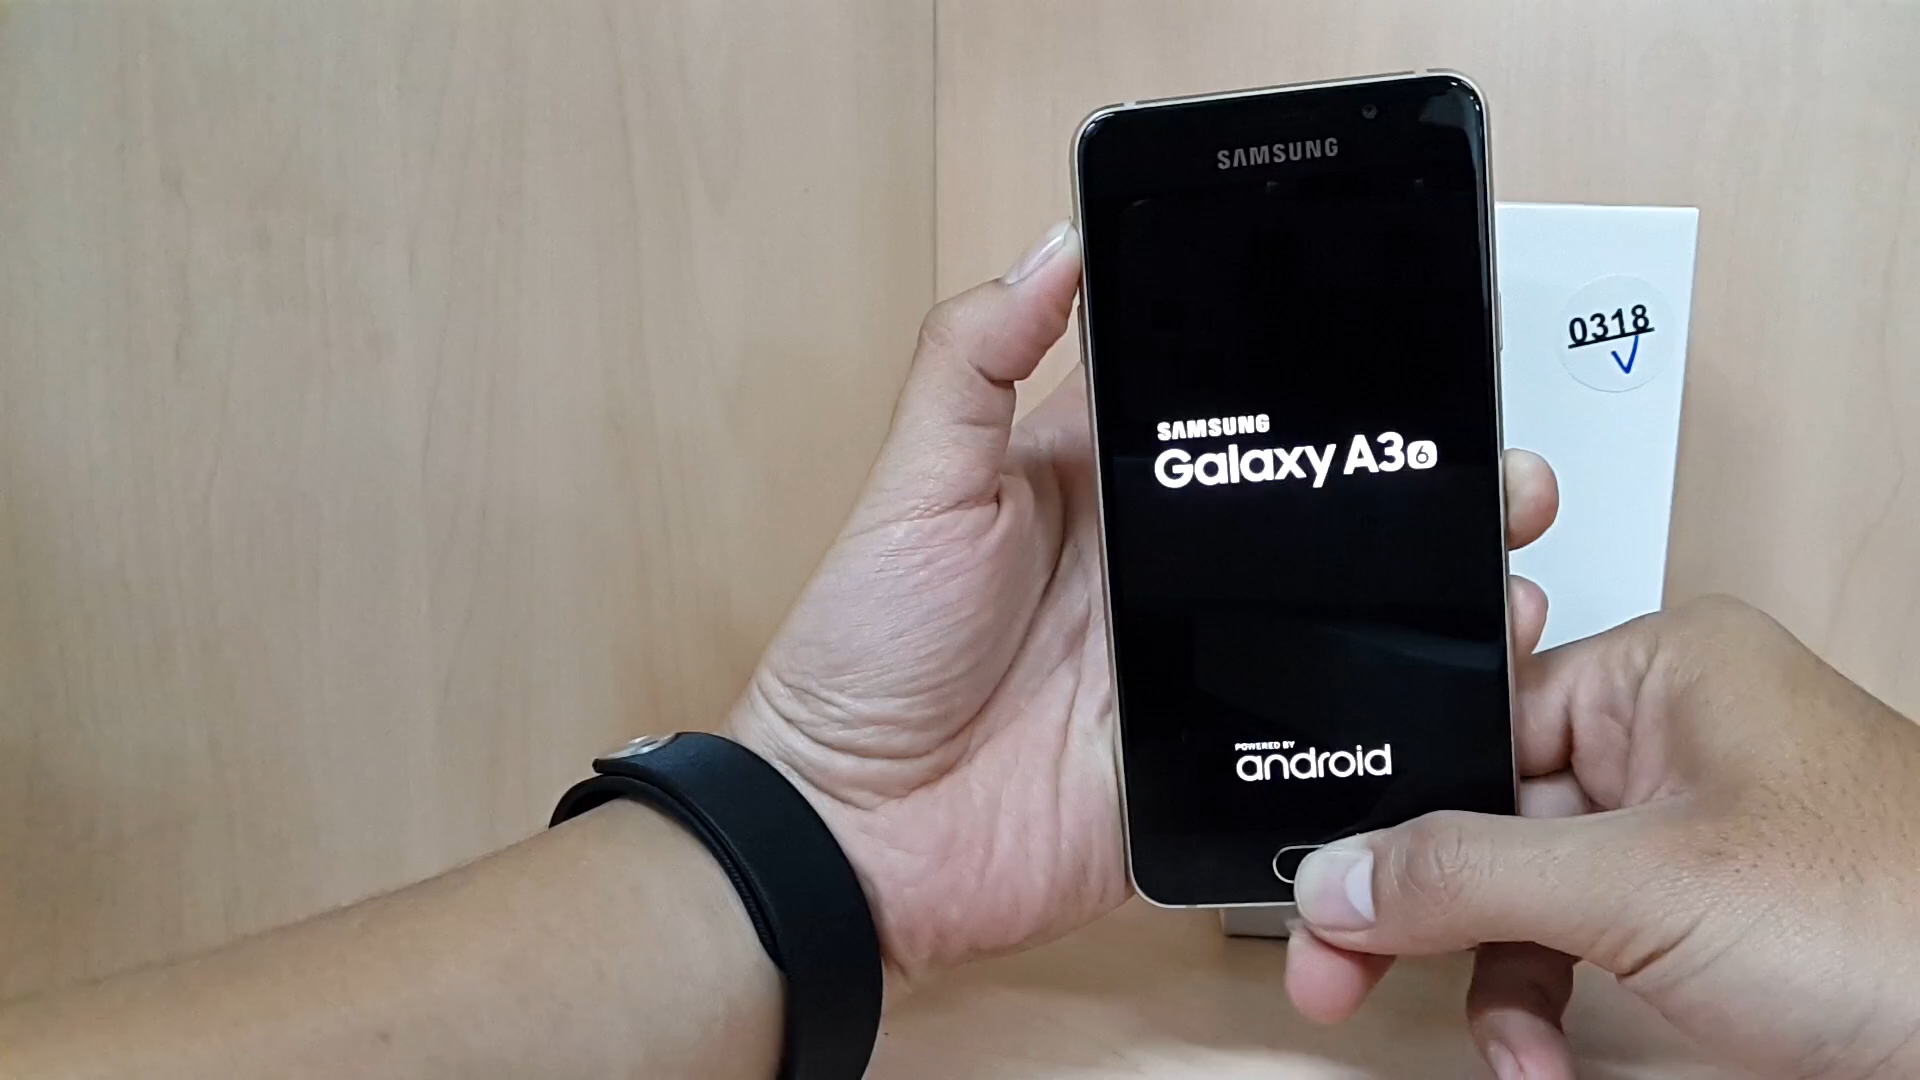 SAMSUNG
0318
SAMSUNG
Galaxy A3 6
POWERED BY
android